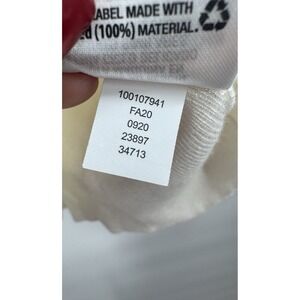 LABEL MADE WITH
(100%) MATERIAL.
100107941
FA20
0920
23897
34713